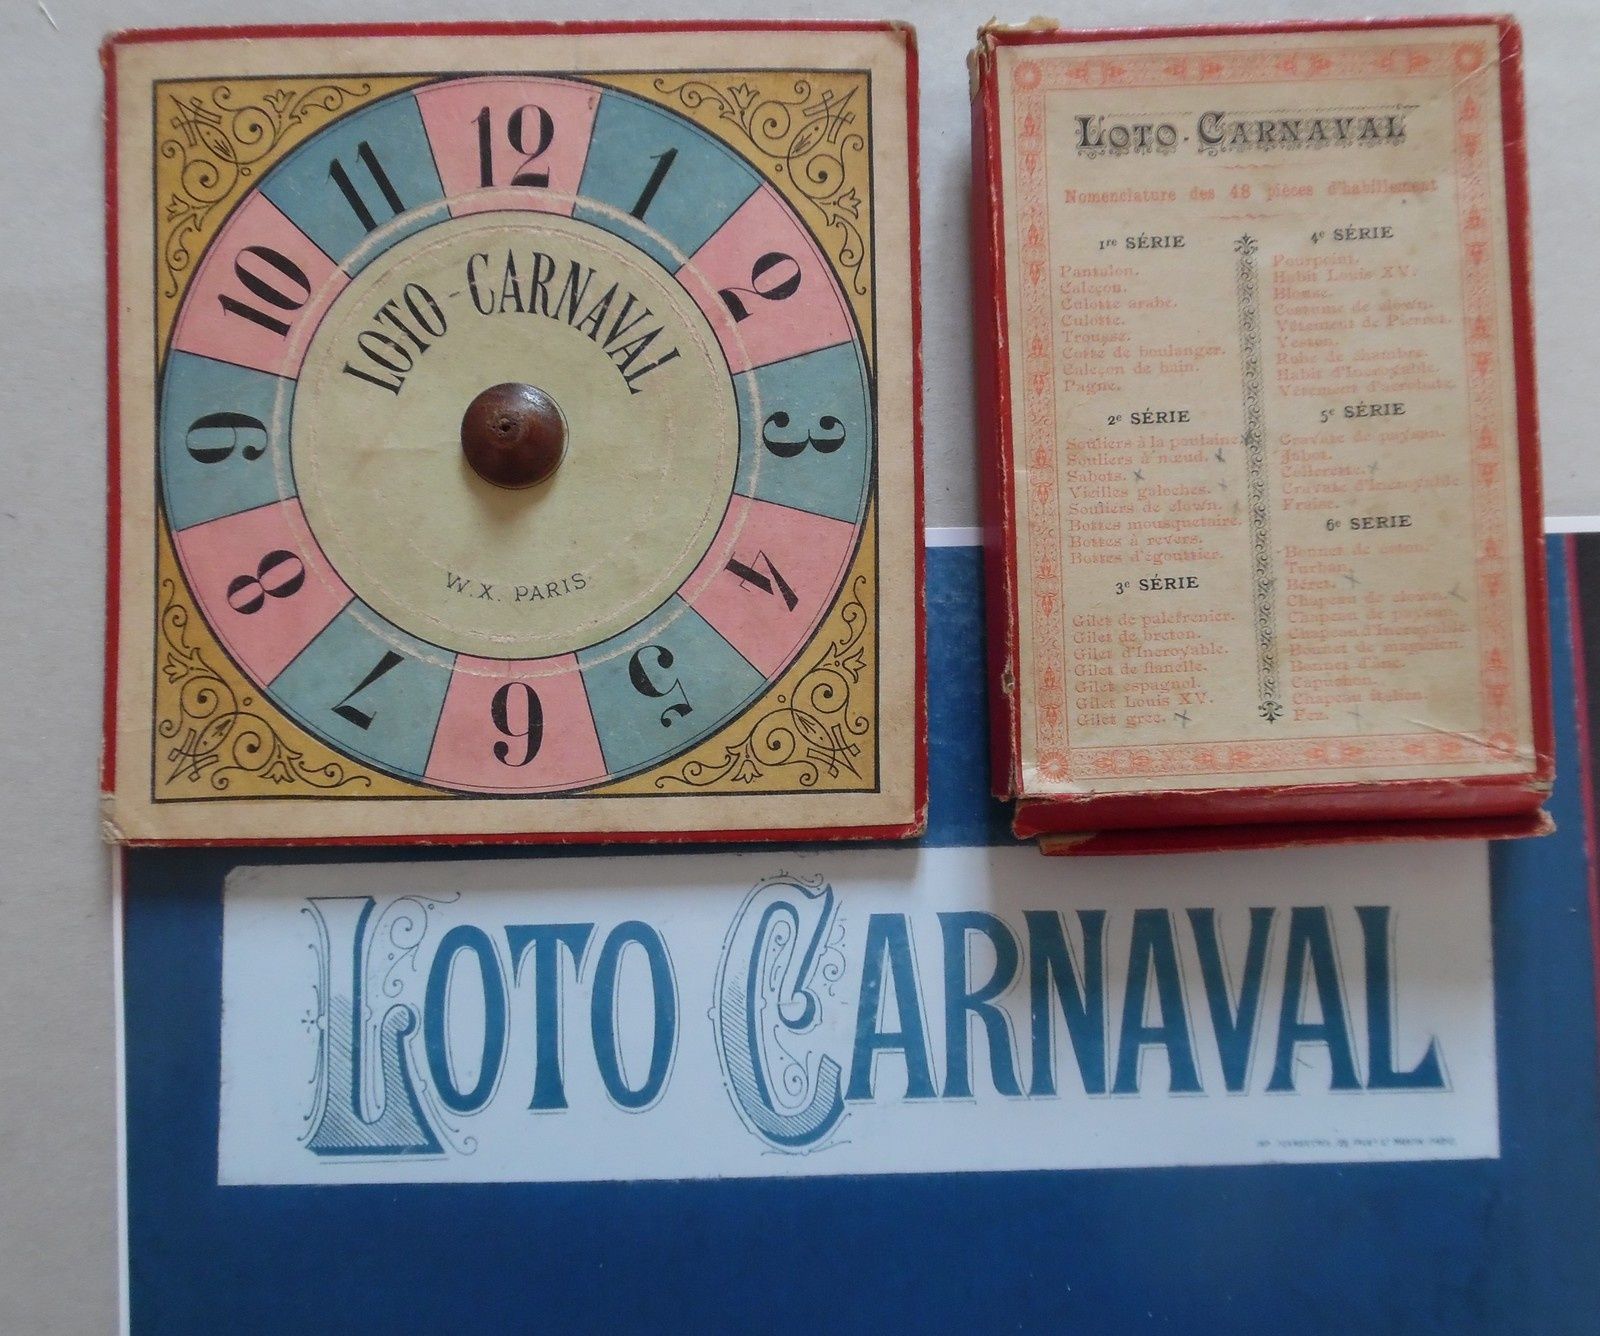 12
1
2
3
4
5
6
7
8
9
10
11
LOTO-CARNAVAL
W.X. PARIS
LOTO-CARNAVAL
Nomenclature des 48 pièces d'habillement
1re SÉRIE
Pantalon.
Caleçon.
Culotte arabe.
Culotte.
Trousse.
Cotte de boulanger.
Caleçon de bain.
Pagne.
2e SÉRIE
Souliers à la poulaine
Souliers à nœud.
Sabots.
Vieilles galoches.
Souliers de clown.
Bottes mousquetaire.
Bottes à revers.
Bottes d'égouttier.
3e SÉRIE
Gilet de palefrenier.
Gilet de breton.
Gilet d'Incroyable.
Gilet de flanelle.
Gilet espagnol.
Gilet Louis XV.
Gilet grec.
4e SÉRIE
Pourpoint.
Habit Louis XV.
Blouse.
Costume de clown.
Vêtement de Pierrot.
Veston.
Robe de chambre.
Habit d'Incroyable.
Vêtement d'acrobate.
5e SÉRIE
Cravate de paysan.
Jabot.
Collerette.
Cravate d'Incroyable
Fraise.
6e SERIE
Bonnet de coton.
Turban.
Béret.
Chapeau de clown.
Chapeau de paysan.
Chapeau d'Incroyable.
Bonnet de magicien.
Bonnet d'âne.
Capuchon.
Chapeau italien.
Fez.
LOTO CARNAVAL